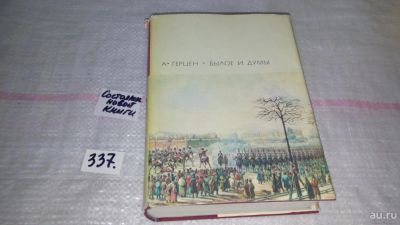 А • ГЕРЦЕН • БЫЛОЕ И ДУМЫ
Состояние
новой
книги
337.
au.ru